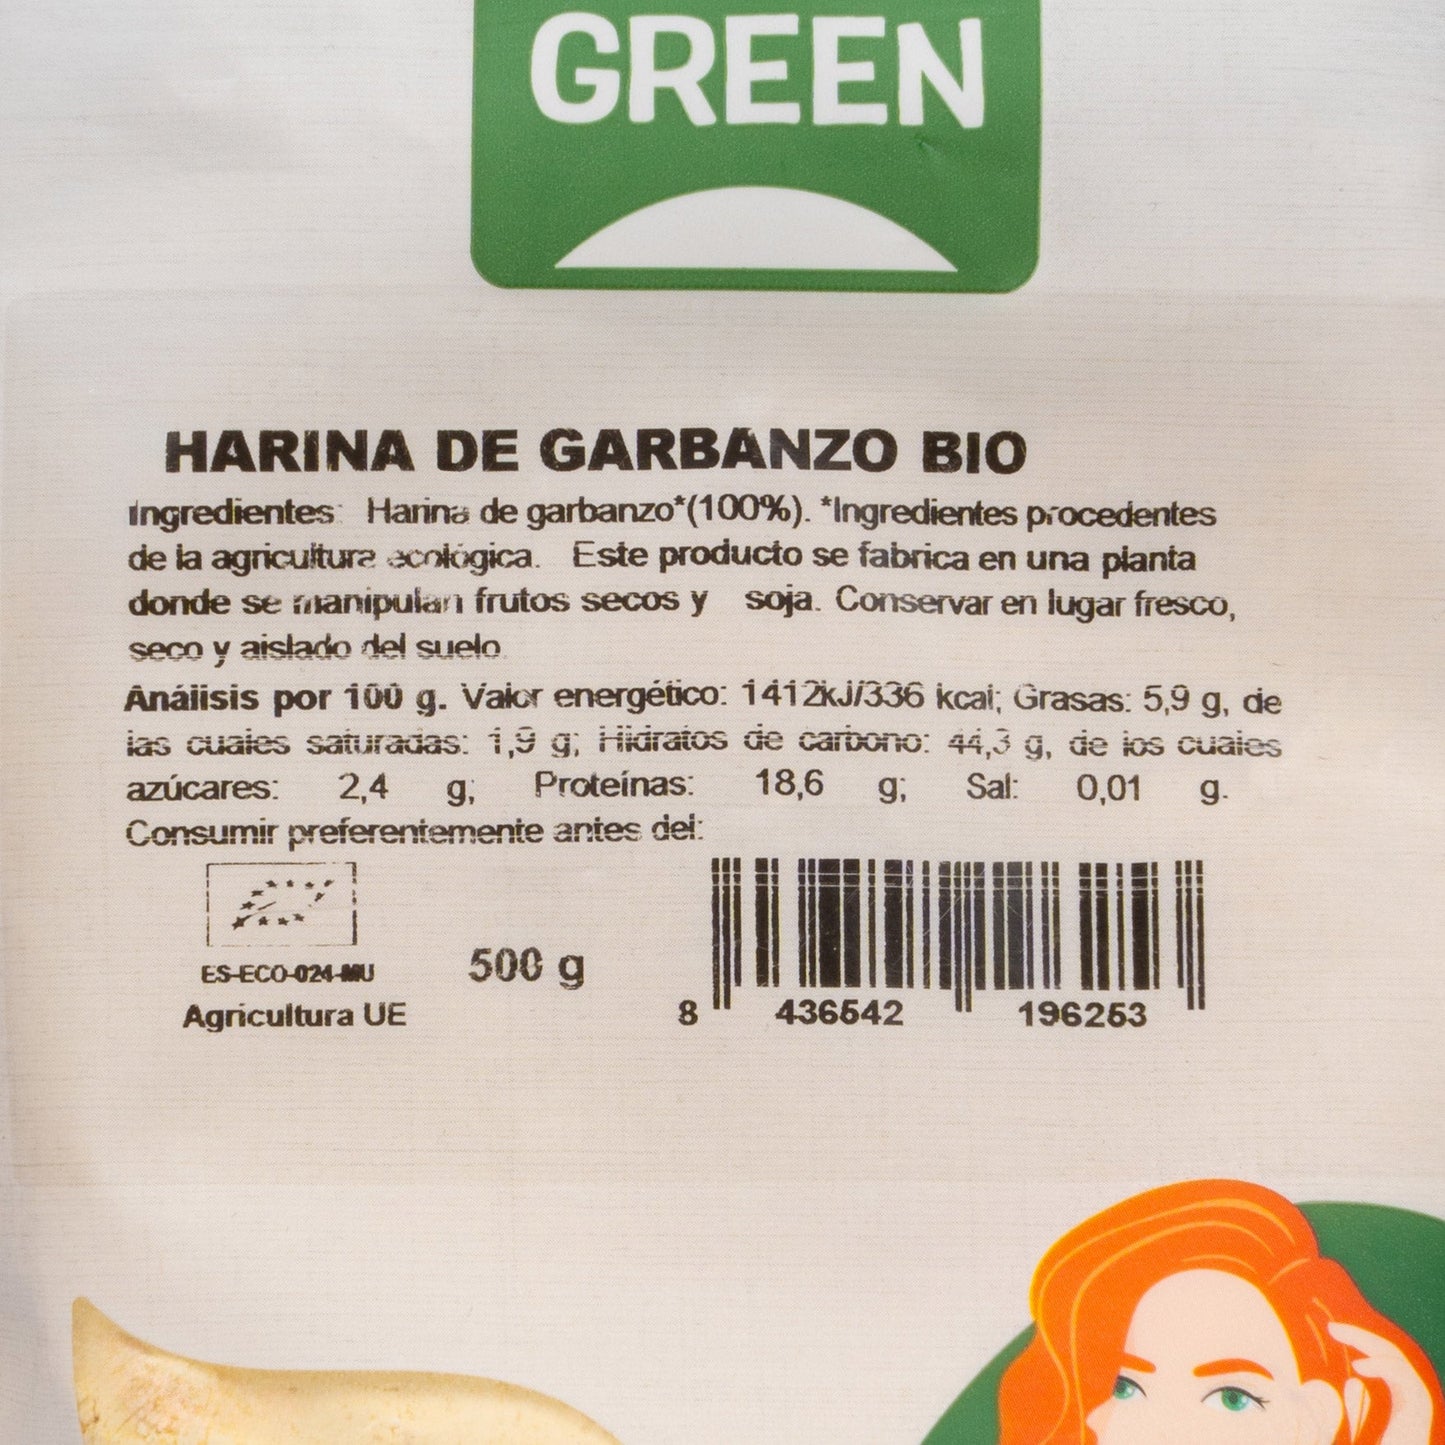 GREEN
HARINA DE GARBANZO BIO
Ingredientes: Harina de garbanzo*(100%). *Ingredientes procedentes
de la agricultura ecológica. Este producto se fabrica en una planta
donde se manipulan frutos secos y soja. Conservar en lugar fresco,
seco y aislado del suelo.
Análisis por 100 g. Valor energético: 1412kJ/336 kcal; Grasas: 5,9 g, de
las cuales saturadas: 1,9 g; Hidratos de carbono: 44,3 g, de los cuales
azúcares: 2,4 g; Proteínas: 18,6 g; Sal: 0,01 g.
Consumir preferentemente antes del:
ES-ECO-024-MU
500 g
Agricultura UE
8 436542 196253